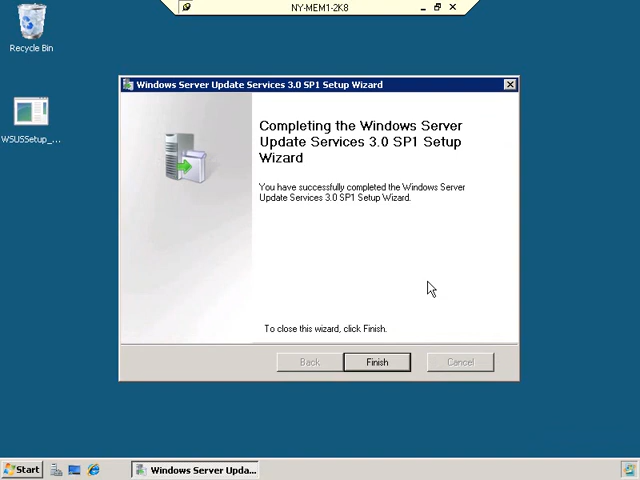 NY-MEM1-2K8
Recycle Bin
WSUSSetup_...
Windows Server Update Services 3.0 SP1 Setup Wizard
Completing the Windows Server
Update Services 3.0 SP1 Setup
Wizard
You have successfully completed the Windows Server
Update Services 3.0 SP1 Setup Wizard.
To close this wizard, click Finish.
Back
Finish
Cancel
Start
Windows Server Upda...